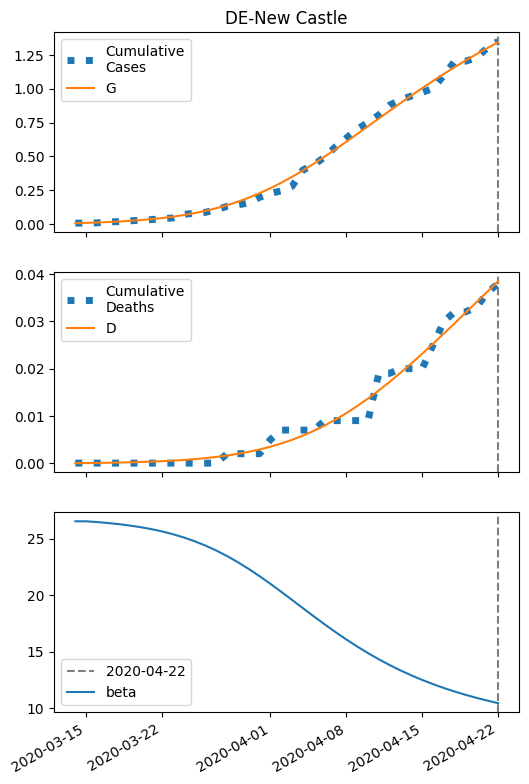 DE-New Castle
1.25
1.00
0.75
0.50
0.25
0.00
Cumulative
Cases
G
0.04
0.03
0.02
0.01
0.00
Cumulative
Deaths
D
25
20
15
10
2020-04-22
beta
2020-03-15
2020-03-22
2020-04-01
2020-04-08
2020-04-15
2020-04-22